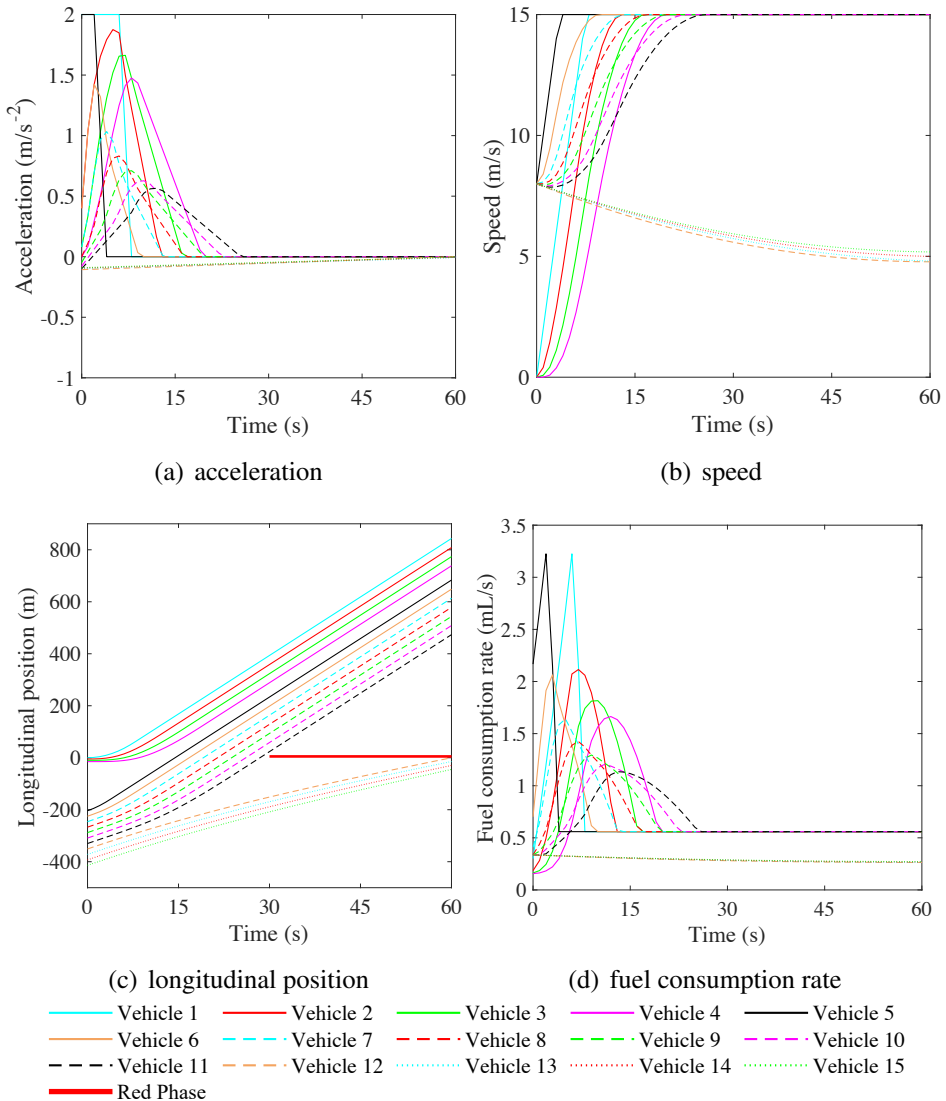 2
1.5
1
0.5
0
-0.5
-1
0 15 30 45 60
Acceleration (m/s⁻²)
Time (s)
(a) acceleration
15
10
5
0
0 15 30 45 60
Speed (m/s)
Time (s)
(b) speed
800
600
400
200
0
-200
-400
0 15 30 45 60
Longitudinal position (m)
Time (s)
(c) longitudinal position
3.5
3
2.5
2
1.5
1
0.5
0
0 15 30 45 60
Fuel consumption rate (mL/s)
Time (s)
(d) fuel consumption rate
Vehicle 1 Vehicle 2 Vehicle 3 Vehicle 4 Vehicle 5
Vehicle 6 Vehicle 7 Vehicle 8 Vehicle 9 Vehicle 10
Vehicle 11 Vehicle 12 Vehicle 13 Vehicle 14 Vehicle 15
Red Phase